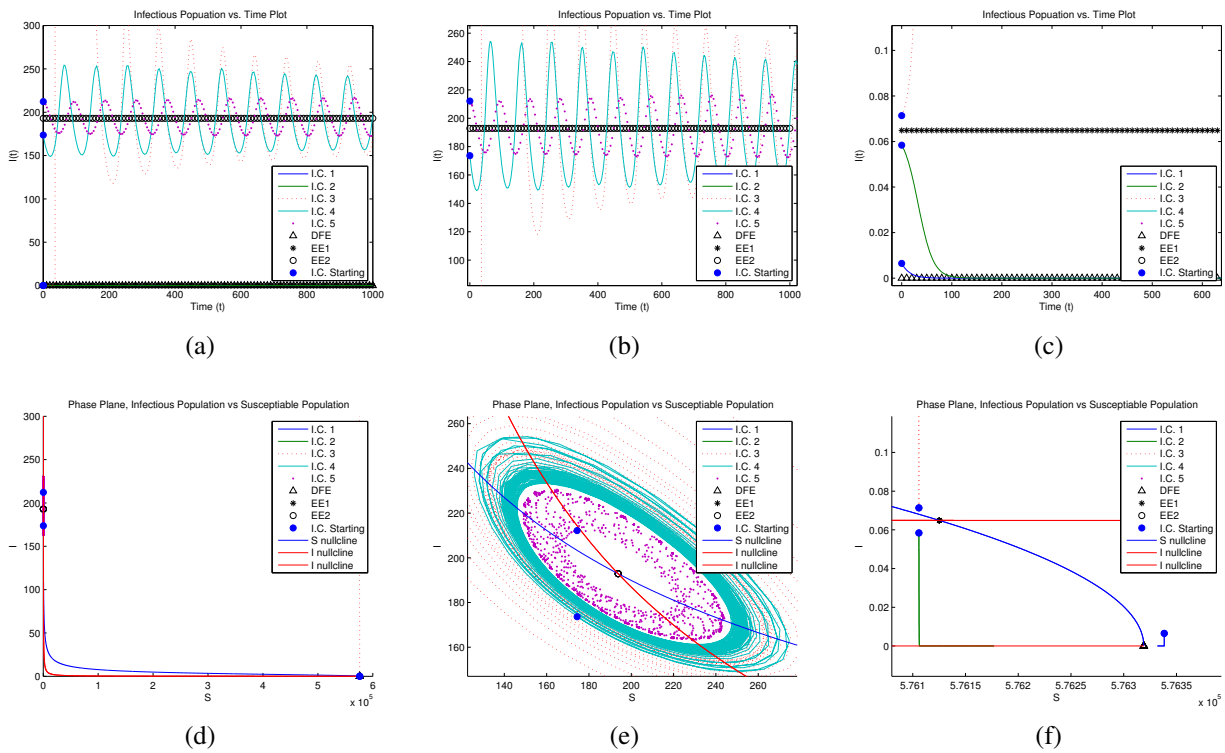 Infectious Popuation vs. Time Plot
300
250
200
150
100
50
0
0 200 400 600 800 1000
I(t)
Time (t)
I.C. 1
I.C. 2
I.C. 3
I.C. 4
I.C. 5
DFE
EE1
EE2
I.C. Starting
(a)
Infectious Popuation vs. Time Plot
260
240
220
200
180
160
140
120
100
0 200 400 600 800 1000
I(t)
Time (t)
I.C. 1
I.C. 2
I.C. 3
I.C. 4
I.C. 5
DFE
EE1
EE2
I.C. Starting
(b)
Infectious Popuation vs. Time Plot
0.1
0.08
0.06
0.04
0.02
0
0 100 200 300 400 500 600
I(t)
Time (t)
I.C. 1
I.C. 2
I.C. 3
I.C. 4
I.C. 5
DFE
EE1
EE2
I.C. Starting
(c)
Phase Plane, Infectious Population vs Susceptiable Population
300
250
200
150
100
50
0
0 1 2 3 4 5 6
x 10^5
I
S
I.C. 1
I.C. 2
I.C. 3
I.C. 4
I.C. 5
DFE
EE1
EE2
I.C. Starting
S nullcline
I nullcline
I nullcline
(d)
Phase Plane, Infectious Population vs Susceptiable Population
260
240
220
200
180
160
140 160 180 200 220 240 260
I
S
I.C. 1
I.C. 2
I.C. 3
I.C. 4
I.C. 5
DFE
EE1
EE2
I.C. Starting
S nullcline
I nullcline
I nullcline
(e)
Phase Plane, Infectious Population vs Susceptiable Population
0.1
0.08
0.06
0.04
0.02
0
5.761 5.7615 5.762 5.7625 5.763 5.7635
x 10^5
I
S
I.C. 1
I.C. 2
I.C. 3
I.C. 4
I.C. 5
DFE
EE1
EE2
I.C. Starting
S nullcline
I nullcline
I nullcline
(f)